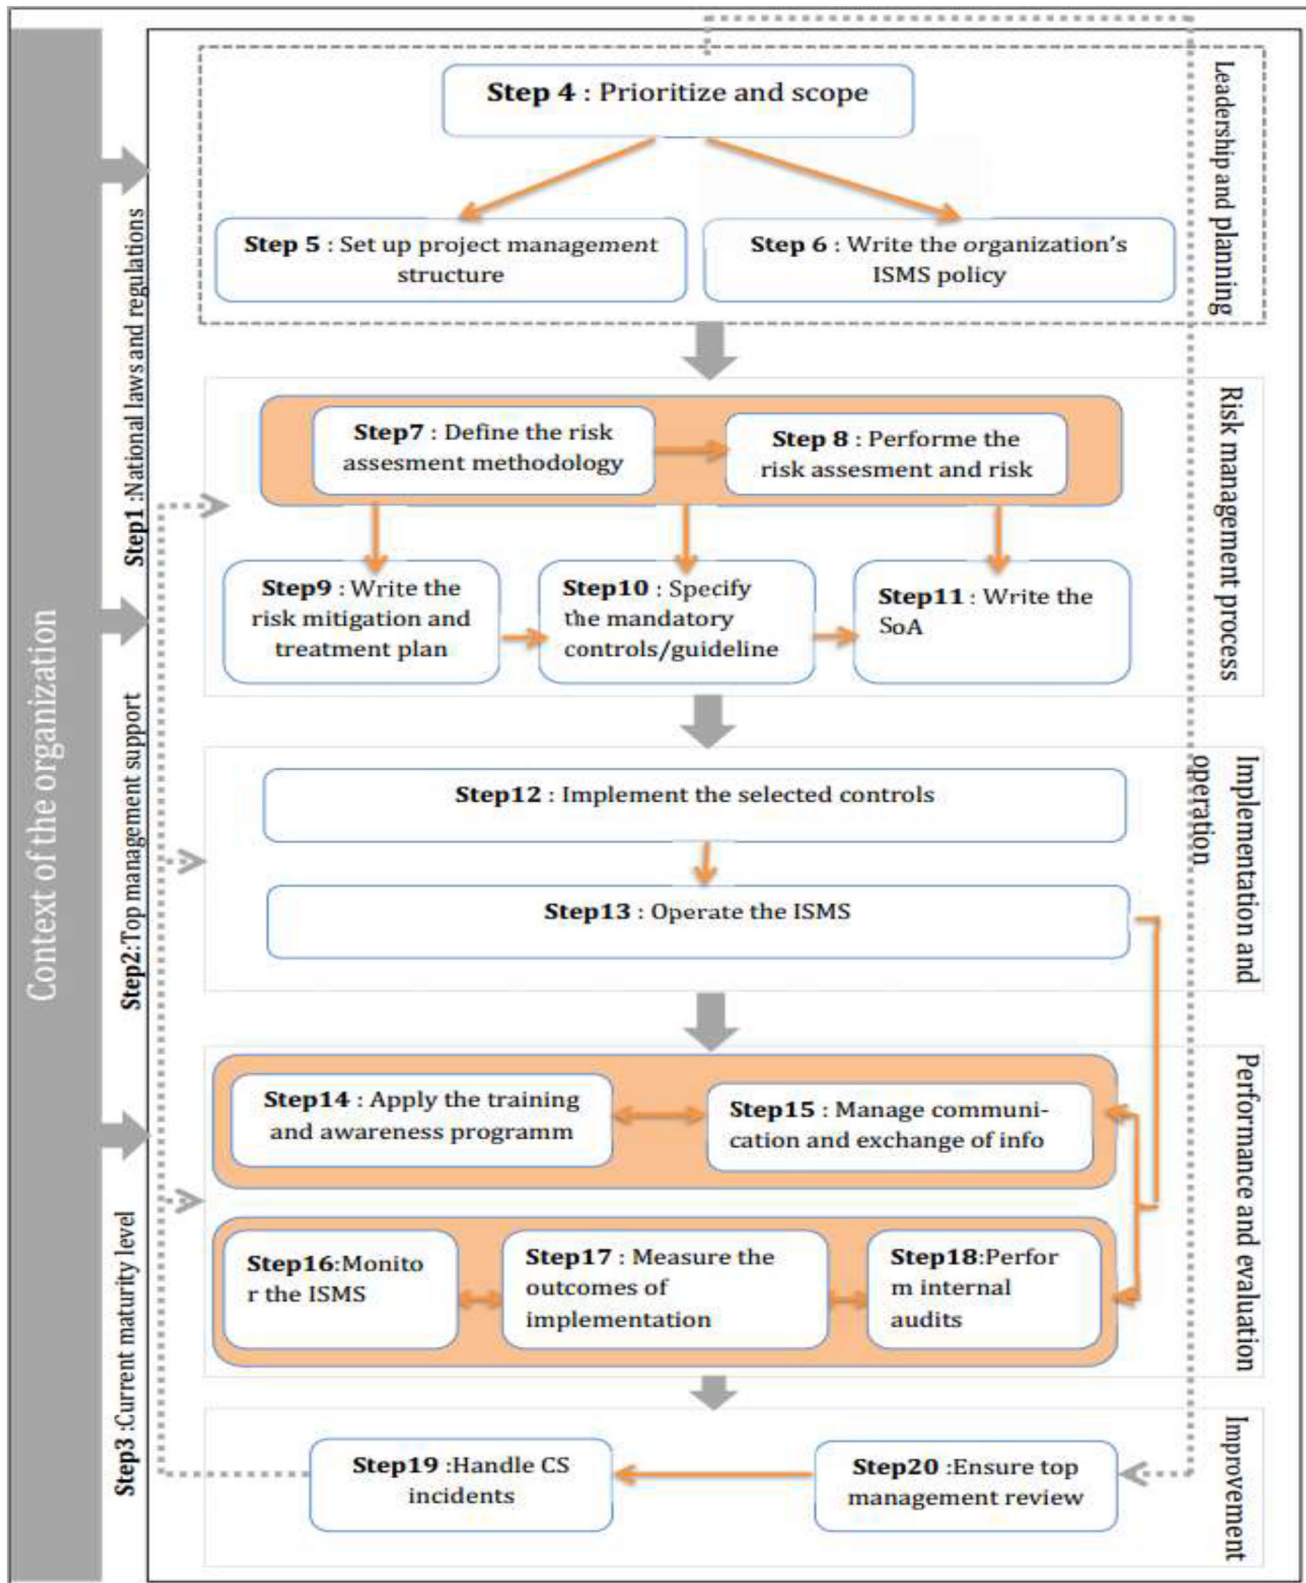 Context of the organization
Step1 :National laws and regulations
Step2:Top management support
Step3 :Current maturity level
Leadership and planning
Step 4 : Prioritize and scope
Step 5 : Set up project management
structure
Step 6 : Write the organization’s
ISMS policy
Risk management process
Step7 : Define the risk
assesment methodology
Step 8 : Performe the
risk assesment and risk
Step9 : Write the
risk mitigation and
treatment plan
Step10 : Specify
the mandatory
controls/guideline
Step11 : Write the
SoA
Implementation and
operation
Step12 : Implement the selected controls
Step13 : Operate the ISMS
Performance and evaluation
Step14 : Apply the training
and awareness programm
Step15 : Manage communi-
cation and exchange of info
Step16:Monito
r the ISMS
Step17 : Measure the
outcomes of
implementation
Step18:Perfor
m internal
audits
Improvement
Step19 :Handle CS
incidents
Step20 :Ensure top
management review